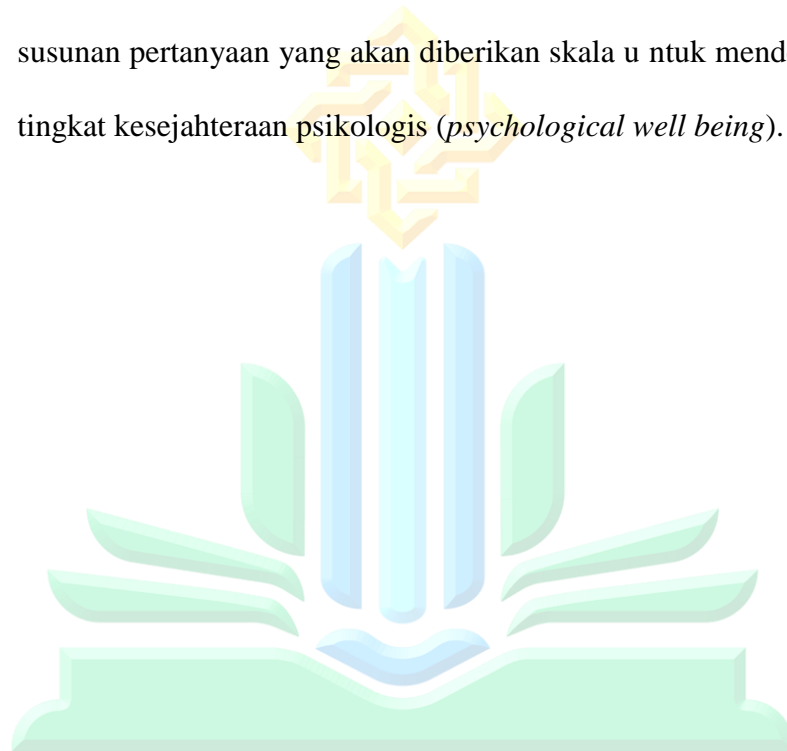 susunan pertanyaan yang akan diberikan skala u ntuk mend
tingkat kesejahteraan psikologis (psychological well being).